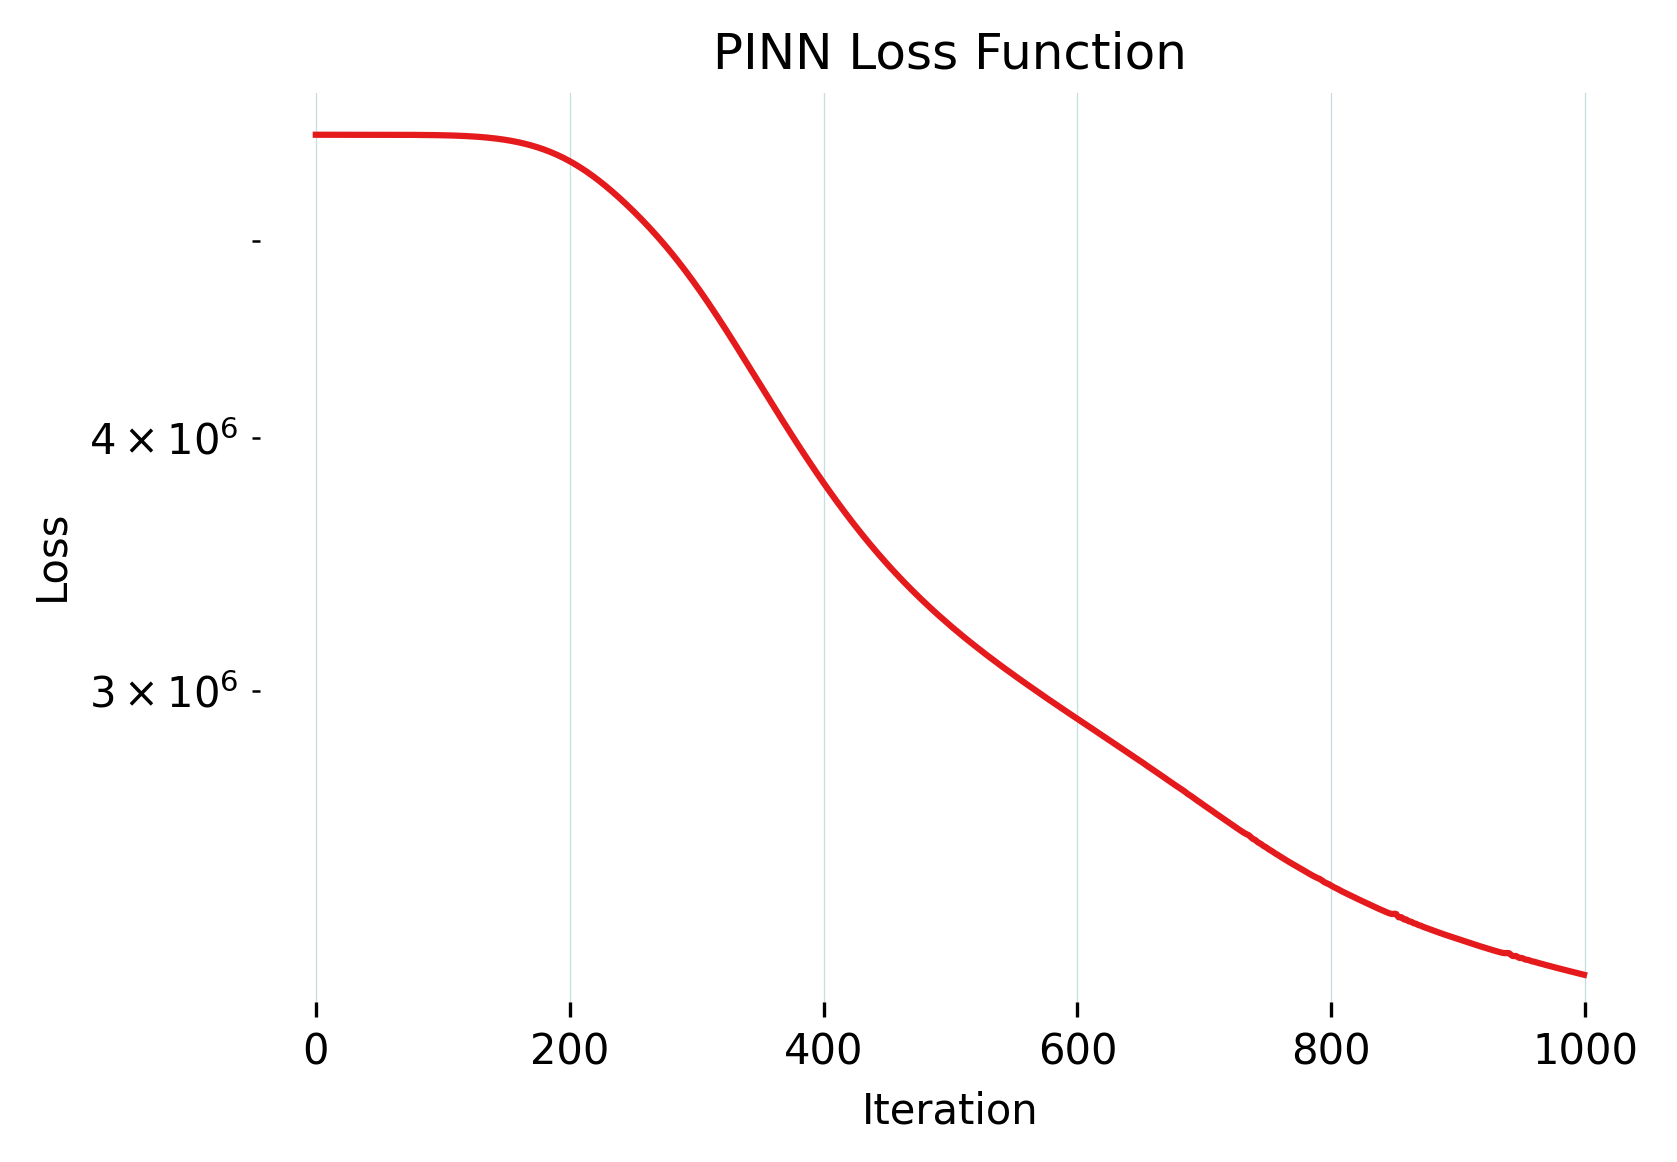 PINN Loss Function
Loss
4 × 10⁶
3 × 10⁶
0 200 400 600 800 1000
Iteration